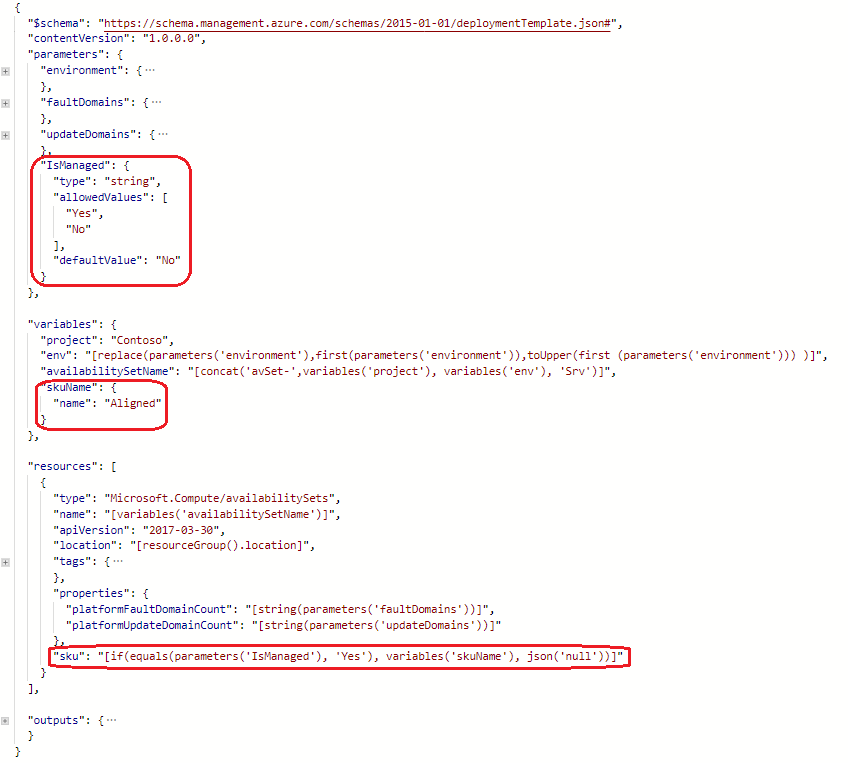 {
"$schema": "https://schema.management.azure.com/schemas/2015-01-01/deploymentTemplate.json#",
"contentVersion": "1.0.0.0",
"parameters": {
"environment": {···
},
"faultDomains": {···
},
"updateDomains": {···
},
"IsManaged": {
"type": "string",
"allowedValues": [
"Yes",
"No"
],
"defaultValue": "No"
}
},
"variables": {
"project": "Contoso",
"env": "[replace(parameters('environment'),first(parameters('environment')),toUpper(first (parameters('environment'))) )]",
"availabilitySetName": "[concat('avSet-',variables('project'), variables('env'), 'Srv')]",
"skuName": {
"name": "Aligned"
}
},
"resources": [
{
"type": "Microsoft.Compute/availabilitySets",
"name": "[variables('availabilitySetName')]",
"apiVersion": "2017-03-30",
"location": "[resourceGroup().location]",
"tags": {···
},
"properties": {
"platformFaultDomainCount": "[string(parameters('faultDomains'))]",
"platformUpdateDomainCount": "[string(parameters('updateDomains'))]"
},
"sku": "[if(equals(parameters('IsManaged'), 'Yes'), variables('skuName'), json('null'))]"
}
],
"outputs": {···
}
}